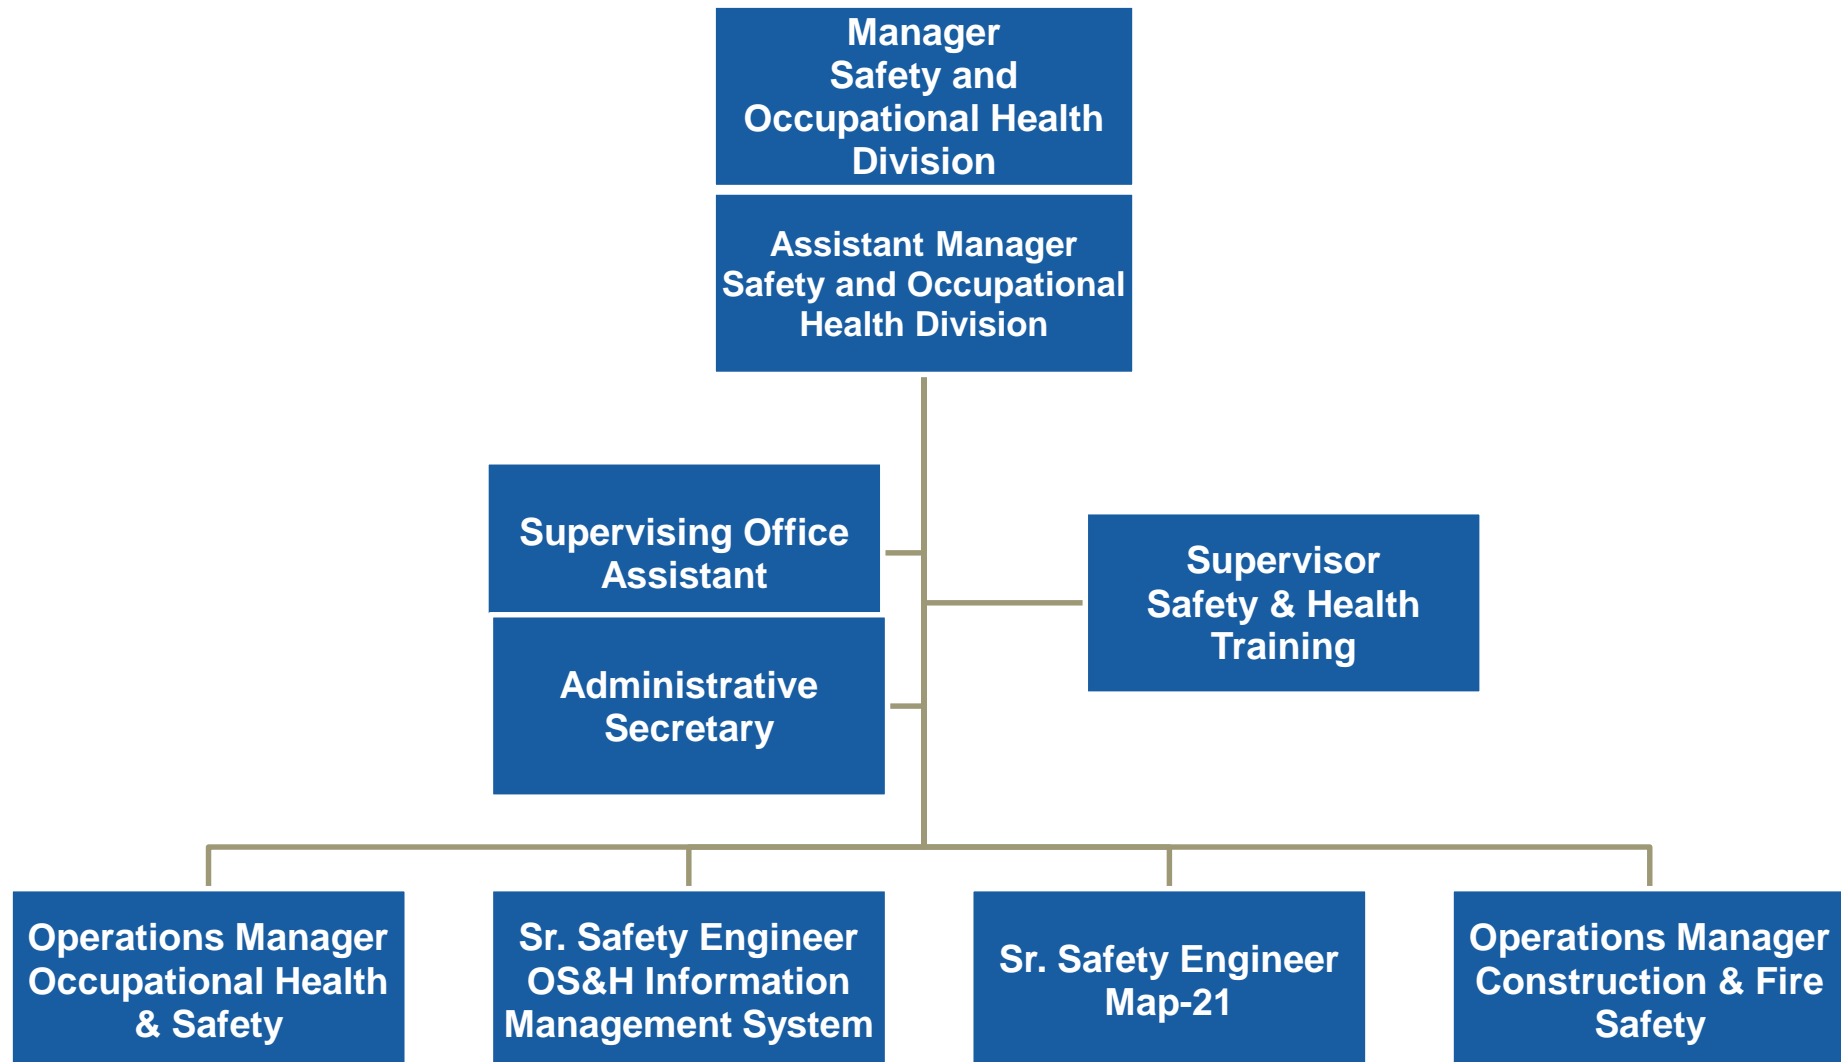 Manager
Safety and
Occupational Health
Division
Assistant Manager
Safety and Occupational
Health Division
Supervising Office
Assistant
Supervisor
Safety & Health
Training
Administrative
Secretary
Operations Manager
Occupational Health
& Safety
Sr. Safety Engineer
OS&H Information
Management System
Sr. Safety Engineer
Map-21
Operations Manager
Construction & Fire
Safety